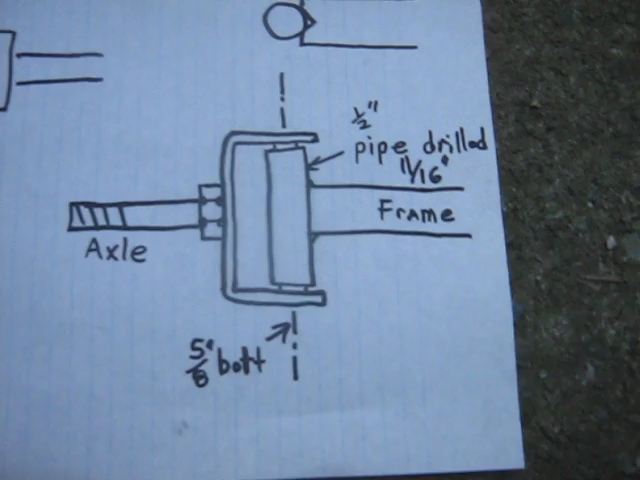 ½"
pipe drilled
11/16"
Frame
Axle
5"/8 bolt